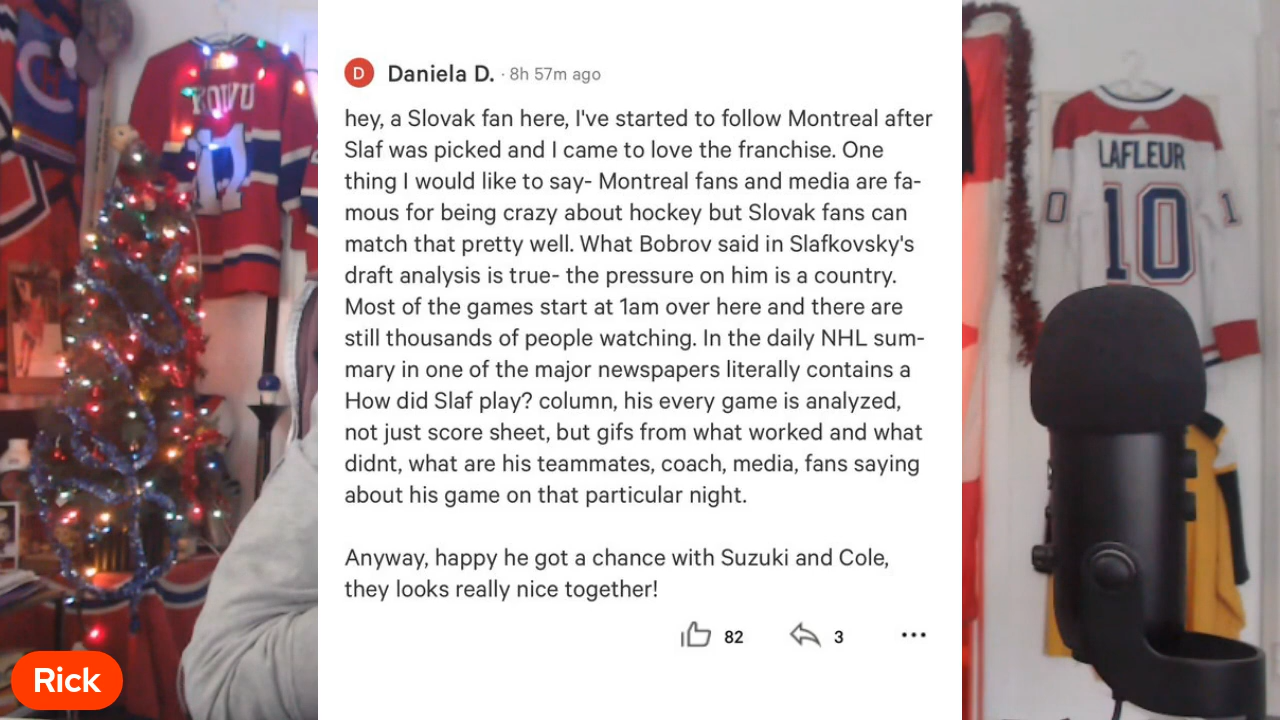 D Daniela D. · 8h 57m ago
hey, a Slovak fan here, I've started to follow Montreal after
Slaf was picked and I came to love the franchise. One
thing I would like to say- Montreal fans and media are fa-
mous for being crazy about hockey but Slovak fans can
match that pretty well. What Bobrov said in Slafkovsky's
draft analysis is true- the pressure on him is a country.
Most of the games start at 1am over here and there are
still thousands of people watching. In the daily NHL sum-
mary in one of the major newspapers literally contains a
How did Slaf play? column, his every game is analyzed,
not just score sheet, but gifs from what worked and what
didnt, what are his teammates, coach, media, fans saying
about his game on that particular night.
Anyway, happy he got a chance with Suzuki and Cole,
they looks really nice together!
82 3 ...
LAFLEUR
0 10 1
Rick